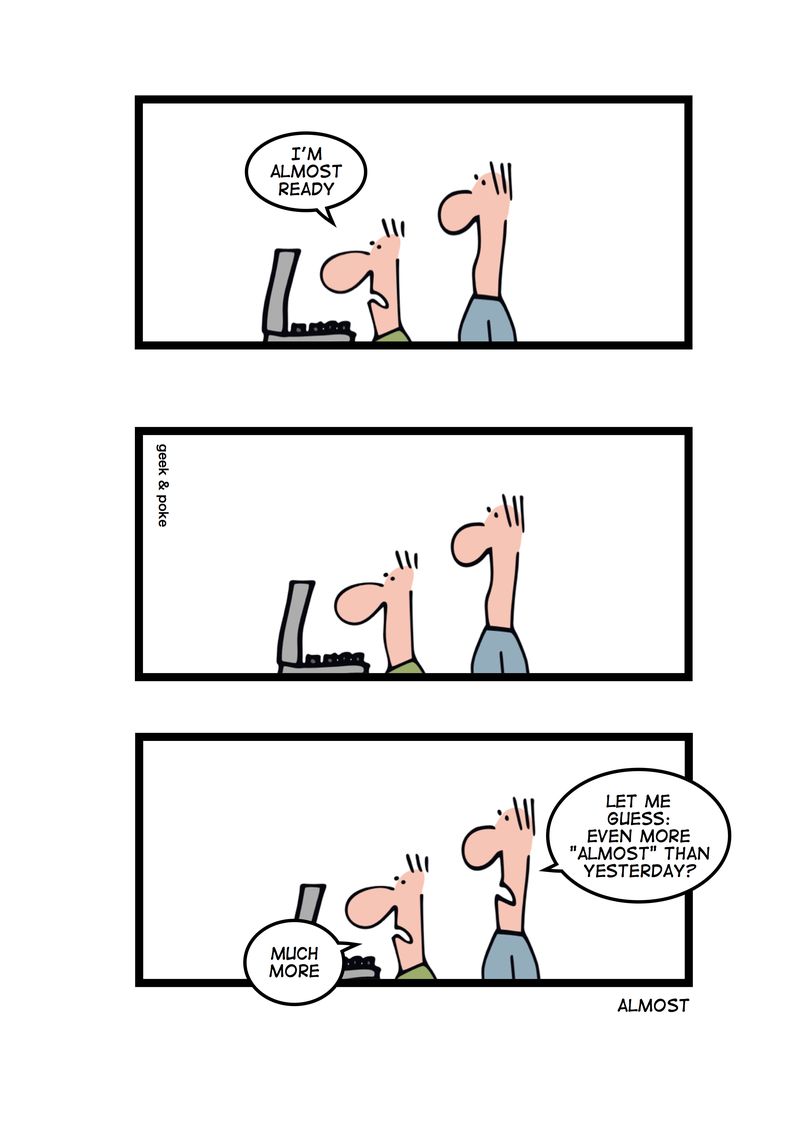 I'M
ALMOST
READY
geek & poke
LET ME
GUESS:
EVEN MORE
"ALMOST" THAN
YESTERDAY?
MUCH
MORE
ALMOST